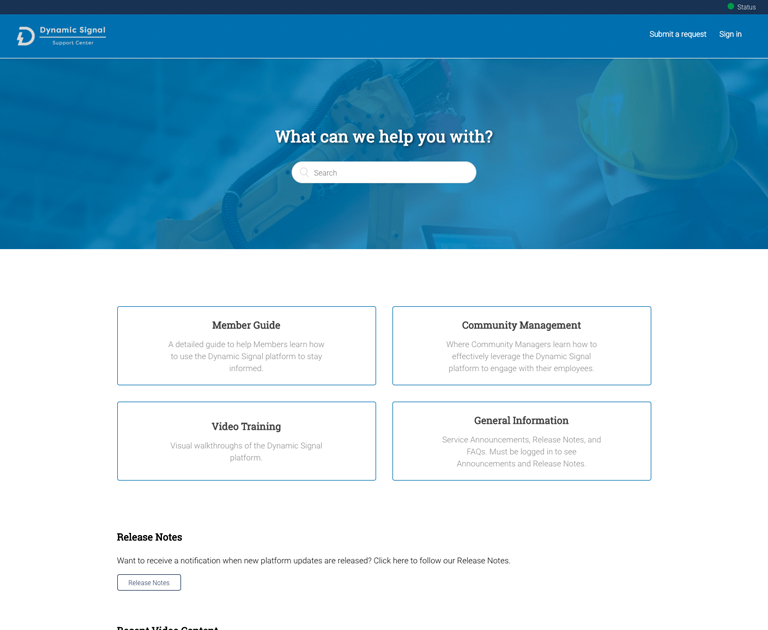 Status
Dynamic Signal
Support Center
Submit a request
Sign in
What can we help you with?
Search
Member Guide
A detailed guide to help Members learn how
to use the Dynamic Signal platform to stay
informed.
Community Management
Where Community Managers learn how to
effectively leverage the Dynamic Signal
platform to engage with their employees.
Video Training
Visual walkthroughs of the Dynamic Signal
platform.
General Information
Service Announcements, Release Notes, and
FAQs. Must be logged in to see
Announcements and Release Notes.
Release Notes
Want to receive a notification when new platform updates are released? Click here to follow our Release Notes.
Release Notes
Recent Video Content